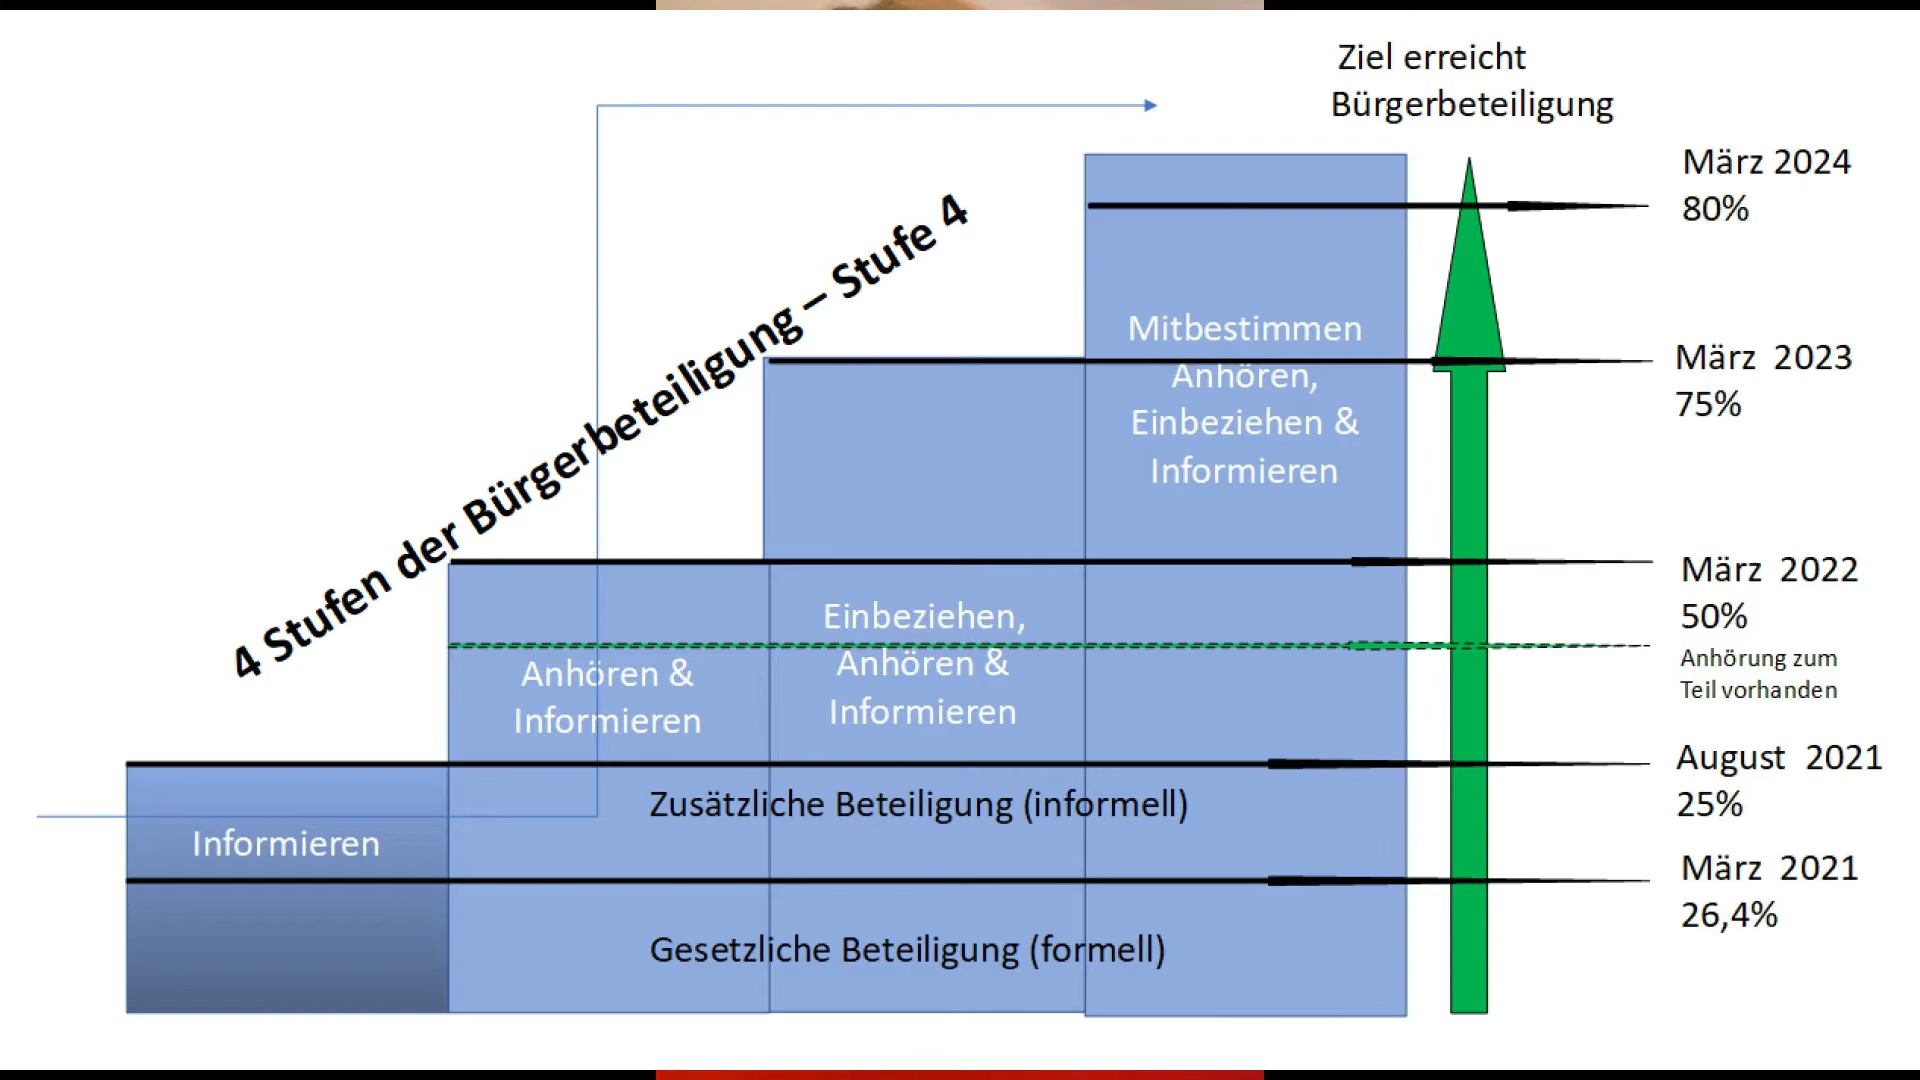 Ziel erreicht
Bürgerbeteiligung
4 Stufen der Bürgerbeteiligung – Stufe 4
März 2024
80%
Mitbestimmen
Anhören,
Einbeziehen &
Informieren
März 2023
75%
Einbeziehen,
Anhören &
Informieren
März 2022
50%
Anhörung zum
Teil vorhanden
Anhören &
Informieren
August 2021
25%
Zusätzliche Beteiligung (informell)
Informieren
März 2021
26,4%
Gesetzliche Beteiligung (formell)